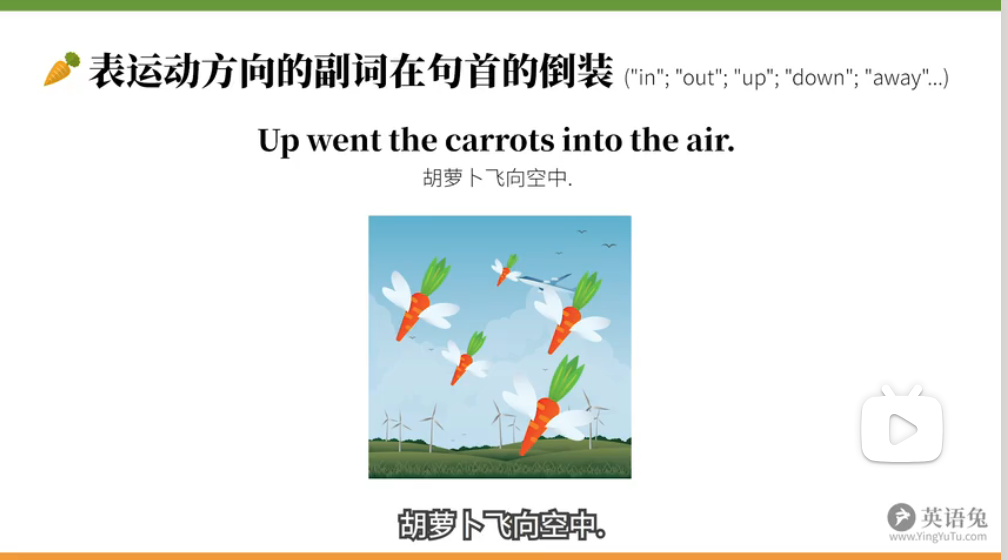 表运动方向的副词在句首的倒装 ("in"; "out"; "up"; "down"; "away"...)
Up went the carrots into the air.
胡萝卜飞向空中.
胡萝卜飞向空中.
英语兔
www.YingYuTu.com